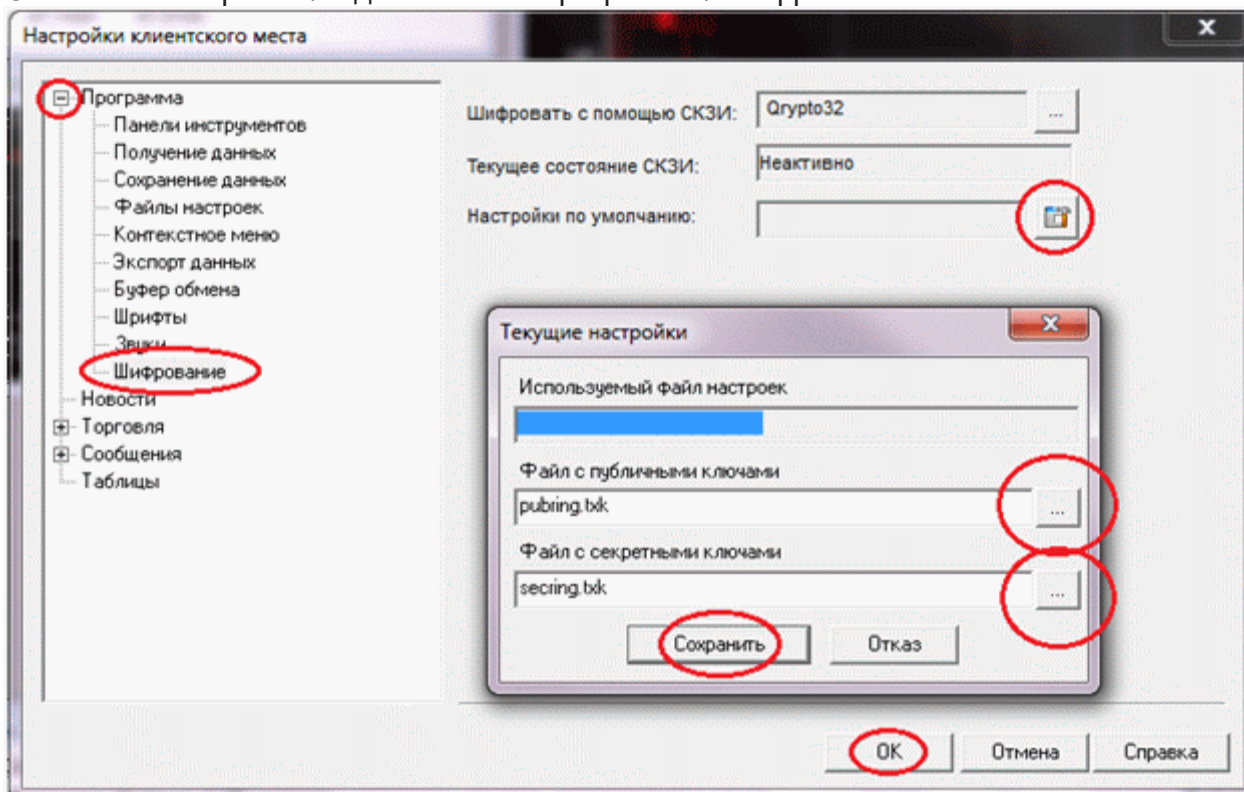 Настройки клиентского места
Программа
Панели инструментов
Получение данных
Сохранение данных
Файлы настроек
Контекстное меню
Экспорт данных
Буфер обмена
Шрифты
Звуки
Шифрование
Новости
Торговля
Сообщения
Таблицы
Шифровать с помощью СКЗИ: Qrypto32 ...
Текущее состояние СКЗИ: Неактивно
Настройки по умолчанию:
Текущие настройки
Используемый файл настроек
Файл с публичными ключами
pubring.txk ...
Файл с секретными ключами
secring.txk ...
Сохранить Отказ
OK Отмена Справка